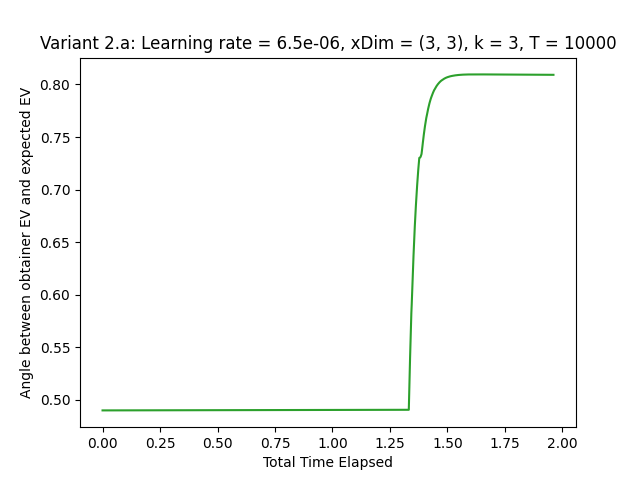 Variant 2.a: Learning rate = 6.5e-06, xDim = (3, 3), k = 3, T = 10000
Angle between obtainer EV and expected EV
0.80
0.75
0.70
0.65
0.60
0.55
0.50
0.00 0.25 0.50 0.75 1.00 1.25 1.50 1.75 2.00
Total Time Elapsed